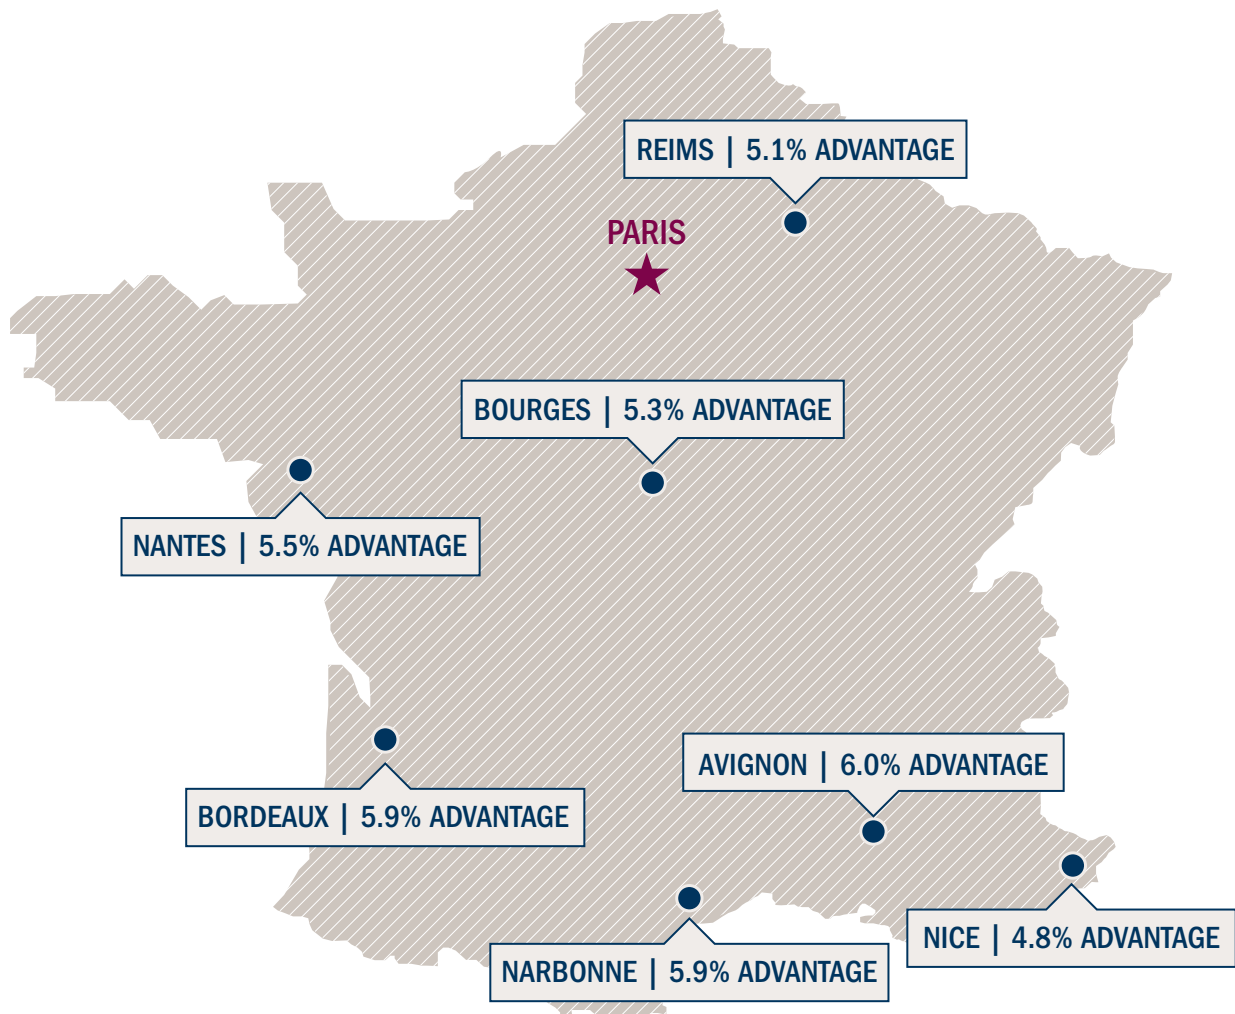 REIMS | 5.1% ADVANTAGE
PARIS
BOURGES | 5.3% ADVANTAGE
NANTES | 5.5% ADVANTAGE
AVIGNON | 6.0% ADVANTAGE
BORDEAUX | 5.9% ADVANTAGE
NICE | 4.8% ADVANTAGE
NARBONNE | 5.9% ADVANTAGE